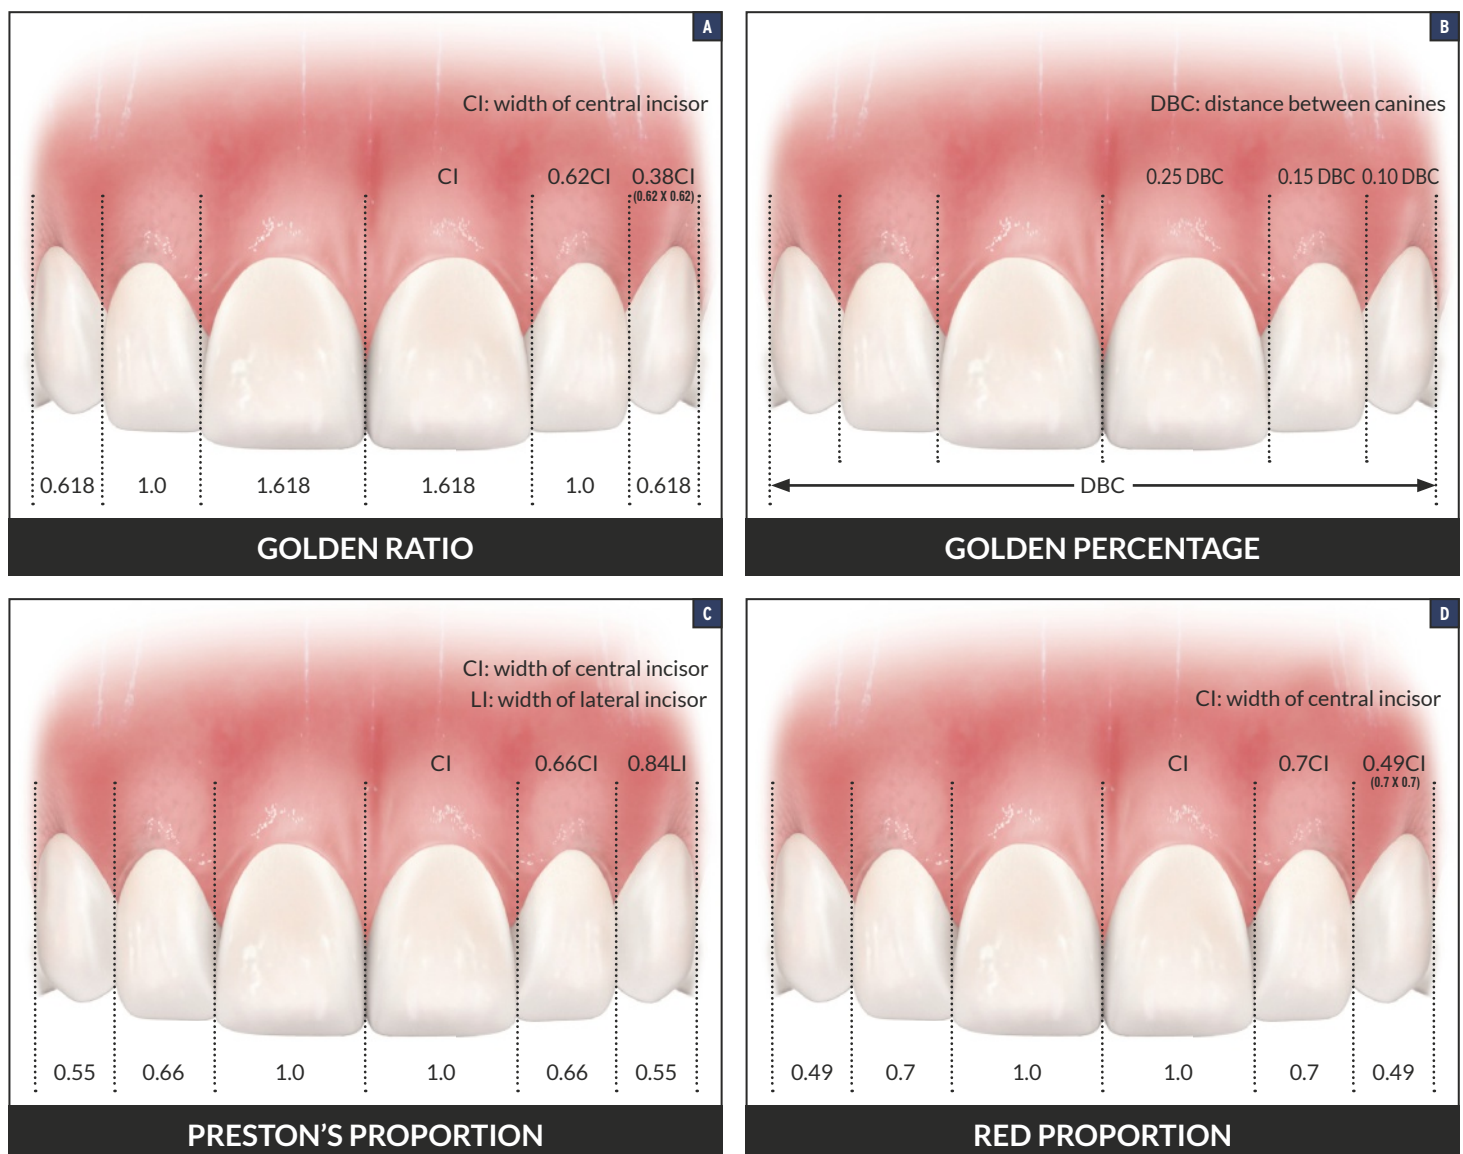 A
CI: width of central incisor
CI 0.62CI 0.38CI
(0.62 X 0.62)
0.618 1.0 1.618 1.618 1.0 0.618
GOLDEN RATIO
B
DBC: distance between canines
0.25 DBC 0.15 DBC 0.10 DBC
DBC
GOLDEN PERCENTAGE
C
CI: width of central incisor
LI: width of lateral incisor
CI 0.66CI 0.84LI
0.55 0.66 1.0 1.0 0.66 0.55
PRESTON’S PROPORTION
D
CI: width of central incisor
CI 0.7CI 0.49CI
(0.7 X 0.7)
0.49 0.7 1.0 1.0 0.7 0.49
RED PROPORTION